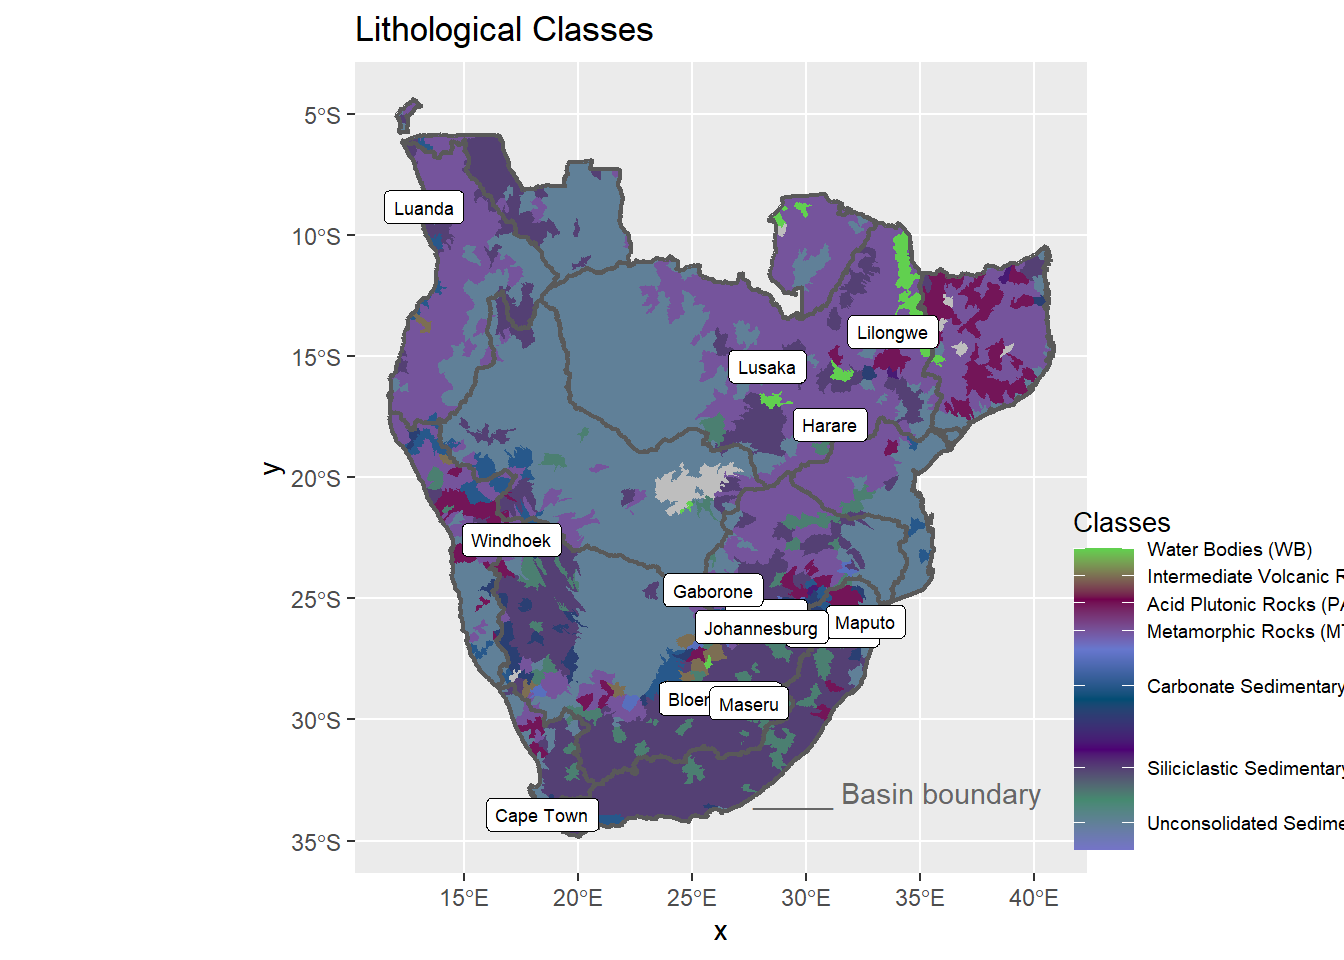 Lithological Classes
5°S
10°S
15°S
20°S
25°S
30°S
35°S
y
Luanda
Lilongwe
Lusaka
Harare
Windhoek
Gaborone
Johannesburg
Maputo
Bloer
Maseru
Cape Town
Basin boundary
15°E
20°E
25°E
30°E
35°E
40°E
x
Classes
Water Bodies (WB)
Intermediate Volcanic R
Acid Plutonic Rocks (PA
Metamorphic Rocks (MT
Carbonate Sedimentary
Siliciclastic Sedimentary
Unconsolidated Sedime